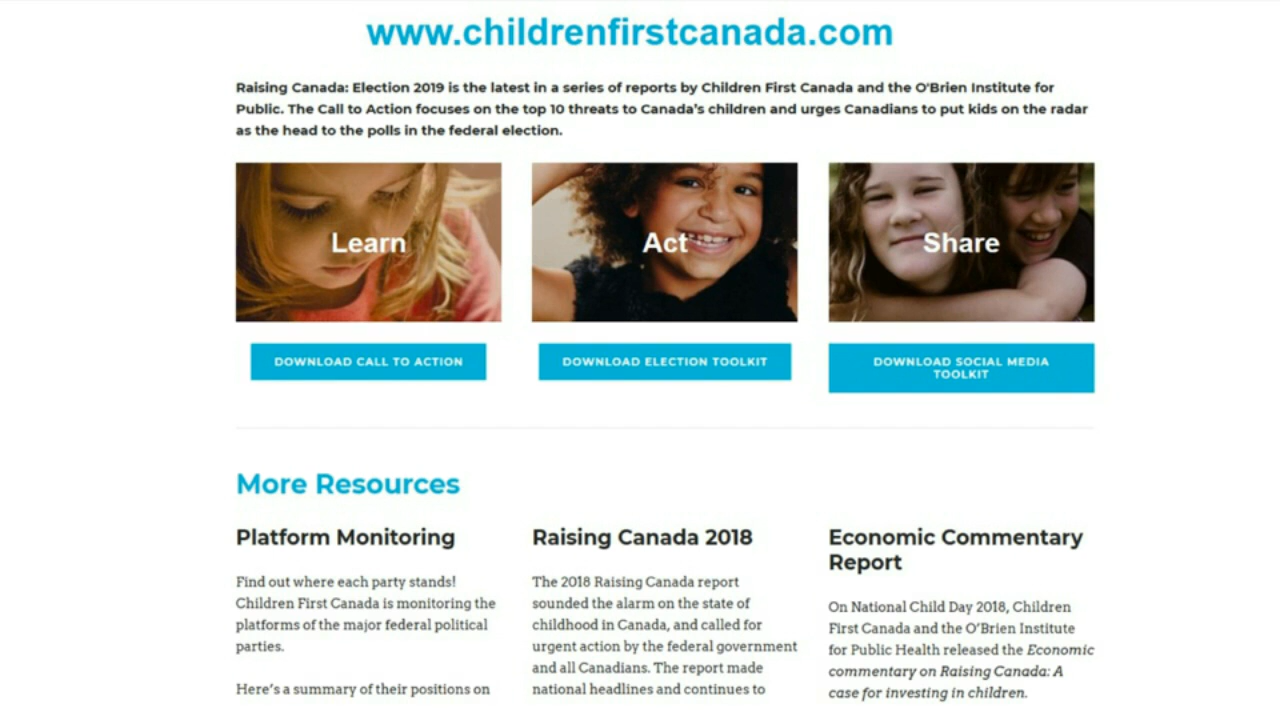 www.childrenfirstcanada.com
Raising Canada: Election 2019 is the latest in a series of reports by Children First Canada and the O'Brien Institute for
Public. The Call to Action focuses on the top 10 threats to Canada's children and urges Canadians to put kids on the radar
as the head to the polls in the federal election.
Learn
Act
Share
DOWNLOAD CALL TO ACTION
DOWNLOAD ELECTION TOOLKIT
DOWNLOAD SOCIAL MEDIA
TOOLKIT
More Resources
Platform Monitoring
Find out where each party stands!
Children First Canada is monitoring the
platforms of the major federal political
parties.
Here's a summary of their positions on
Raising Canada 2018
The 2018 Raising Canada report
sounded the alarm on the state of
childhood in Canada, and called for
urgent action by the federal government
and all Canadians. The report made
national headlines and continues to
Economic Commentary
Report
On National Child Day 2018, Children
First Canada and the O'Brien Institute
for Public Health released the Economic
commentary on Raising Canada: A
case for investing in children.